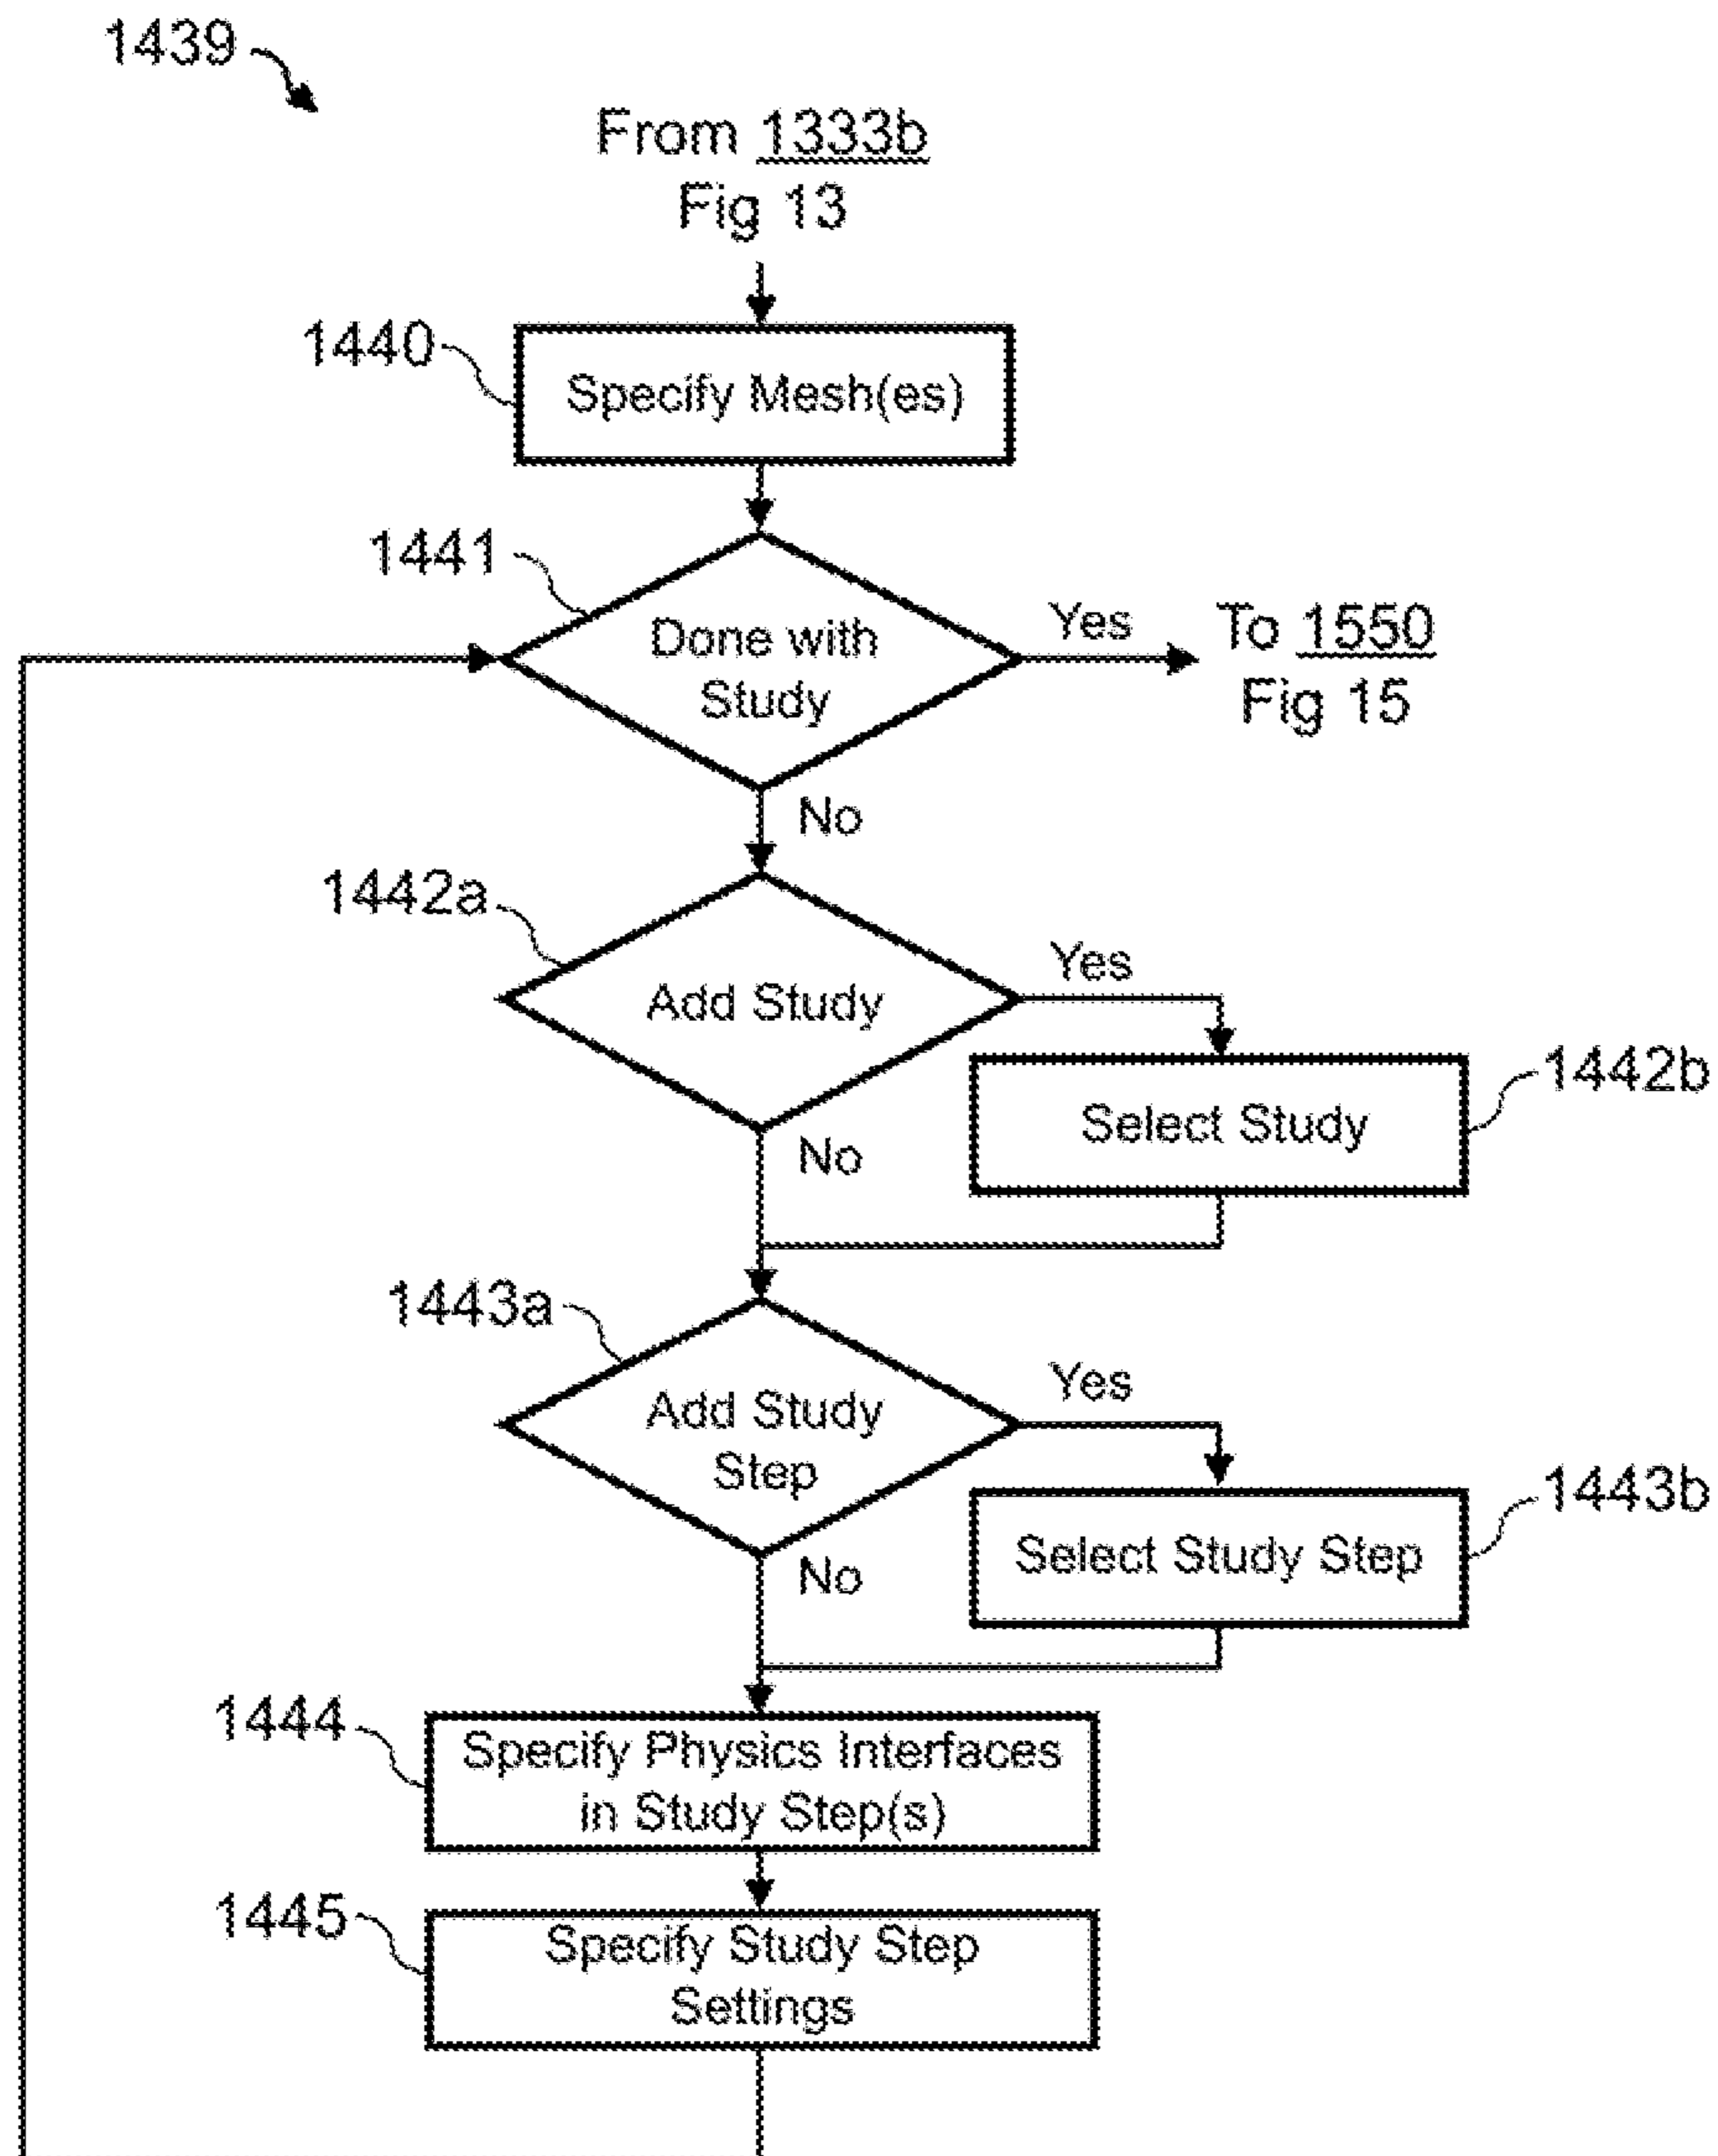 1439
From 1333b
Fig 13
1440
Specify Mesh(es)
1441
Done with
Study
Yes
To 1550
Fig 15
No
1442a
Add Study
Yes
1442b
Select Study
No
1443a
Add Study
Step
Yes
1443b
Select Study Step
No
1444
Specify Physics Interfaces
in Study Step(s)
1445
Specify Study Step
Settings